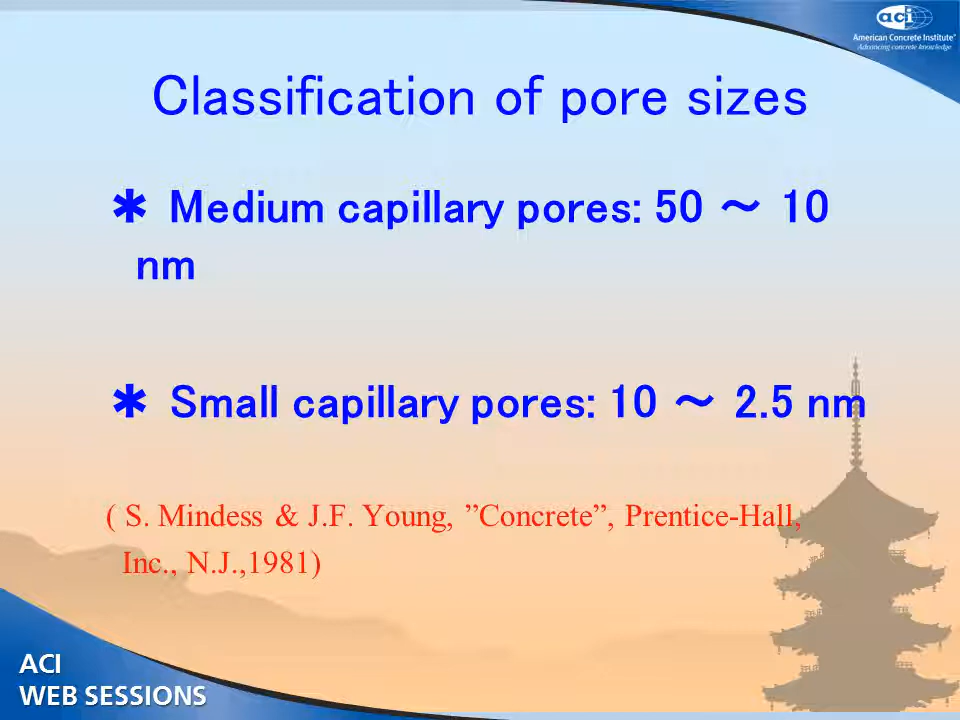 aci
American Concrete Institute®
Advancing concrete knowledge
Classification of pore sizes
＊ Medium capillary pores: 50 ～ 10
nm
＊ Small capillary pores: 10 ～ 2.5 nm
( S. Mindess & J.F. Young, ”Concrete”, Prentice-Hall,
Inc., N.J.,1981)
ACI
WEB SESSIONS